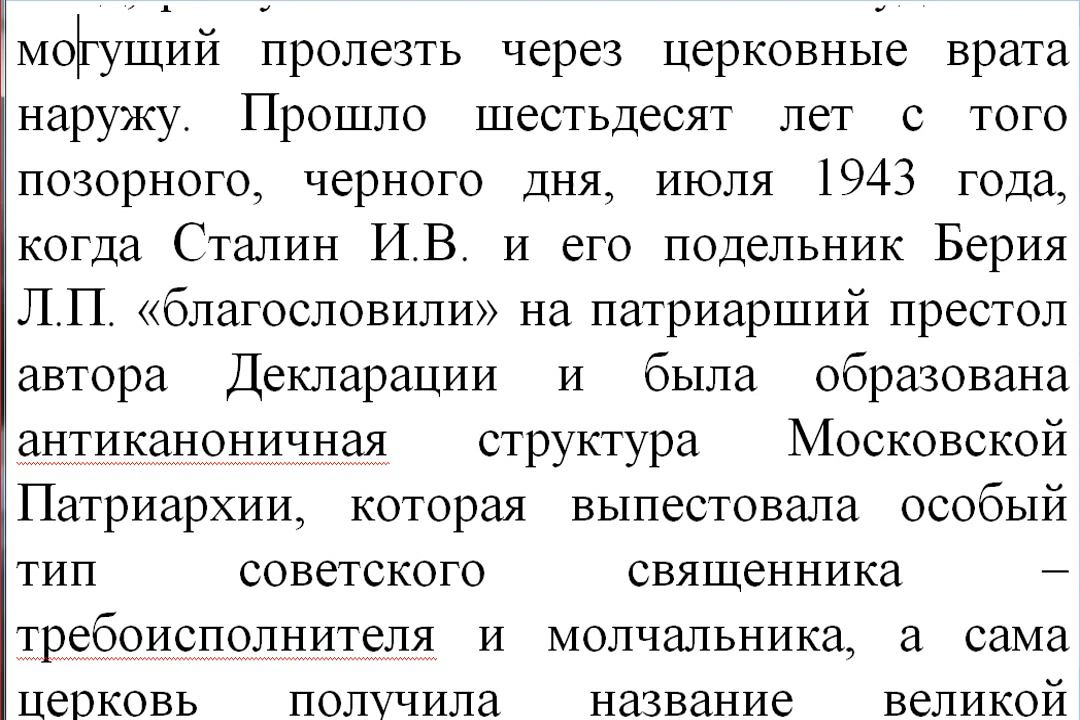 могущий пролезть через церковные врата
наружу. Прошло шестьдесят лет с того
позорного, черного дня, июля 1943 года,
когда Сталин И.В. и его подельник Берия
Л.П. «благословили» на патриарший престол
автора Декларации и была образована
антиканоничная структура Московской
Патриархии, которая выпестовала особый
тип советского священника –
требоисполнителя и молчальника, а сама
церковь получила название великой